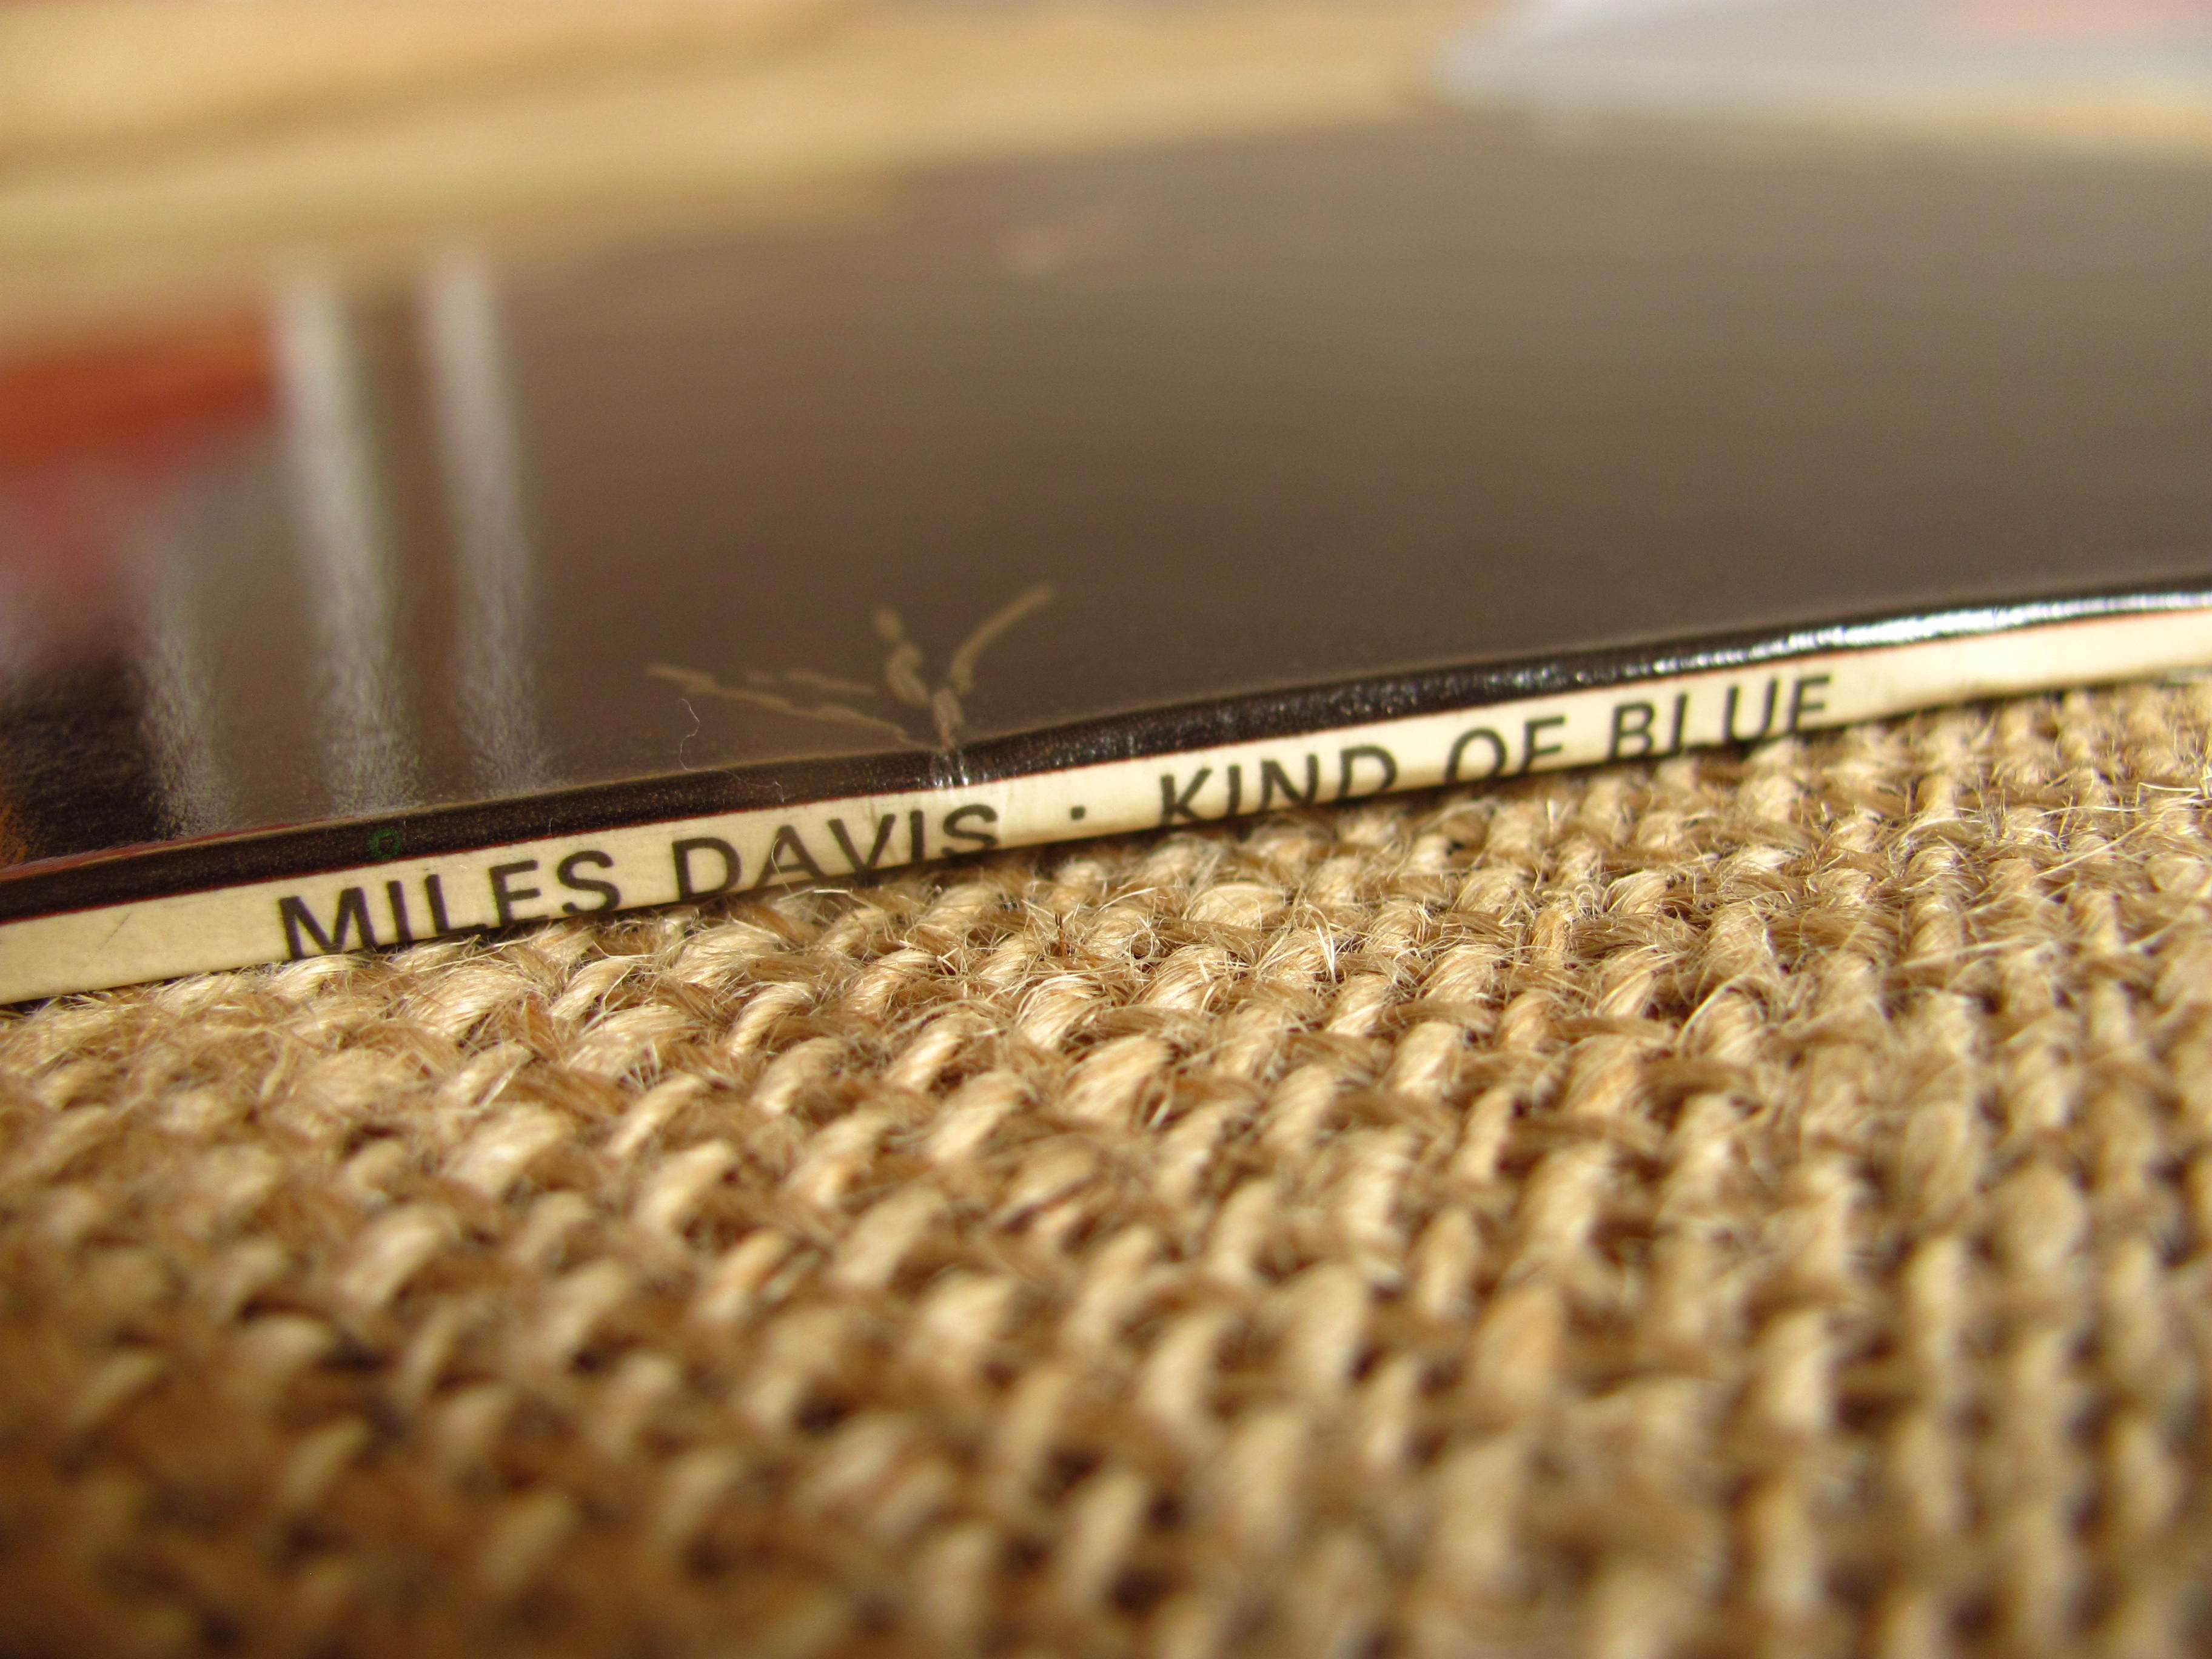 MILES DAVIS · KIND OF BLUE